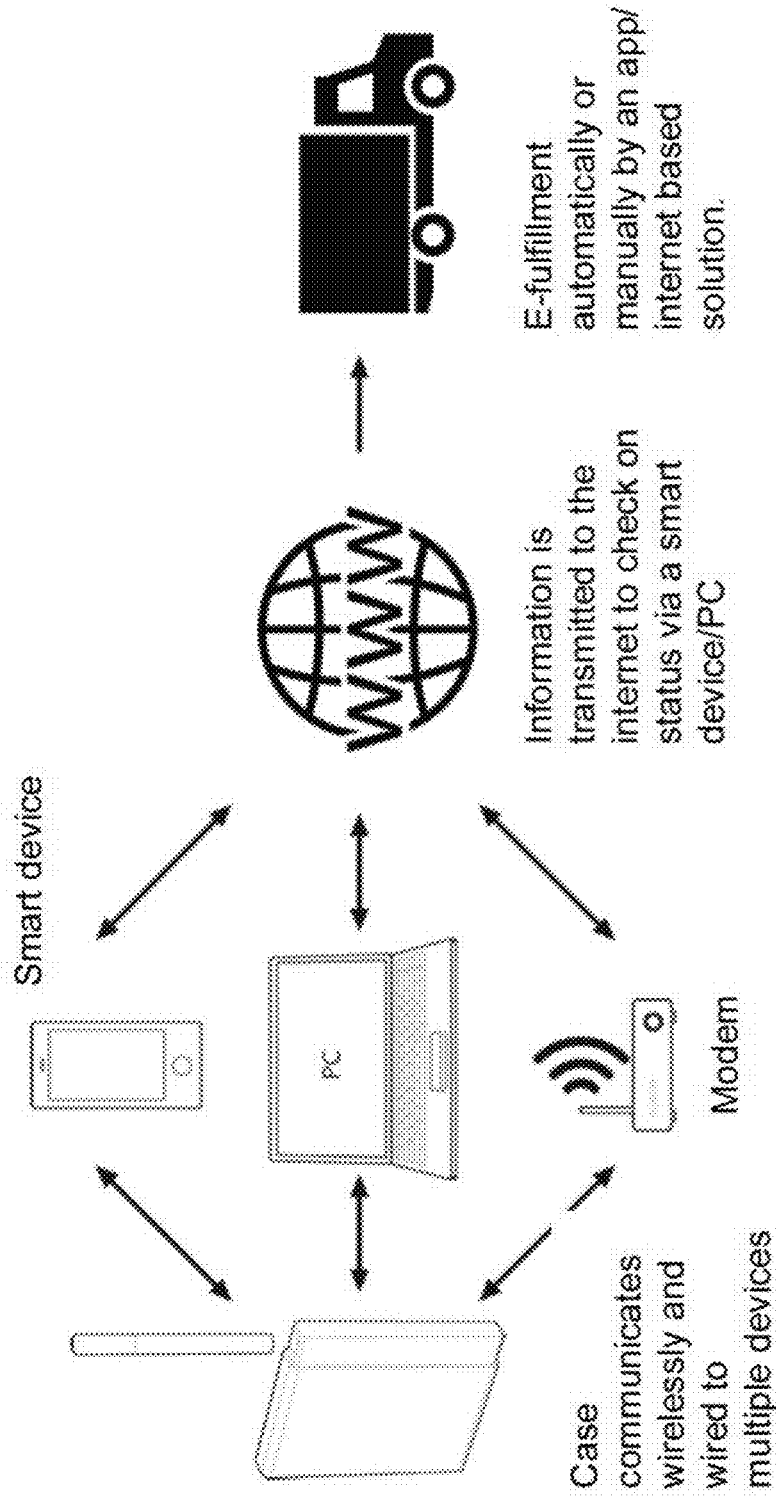 Smart device
PC
Modem
WWW
Case
communicates
wirelessly and
wired to
multiple devices
Information is
transmitted to the
internet to check on
status via a smart
device/PC
E-fulfillment
automatically or
manually by an app/
internet based
solution.